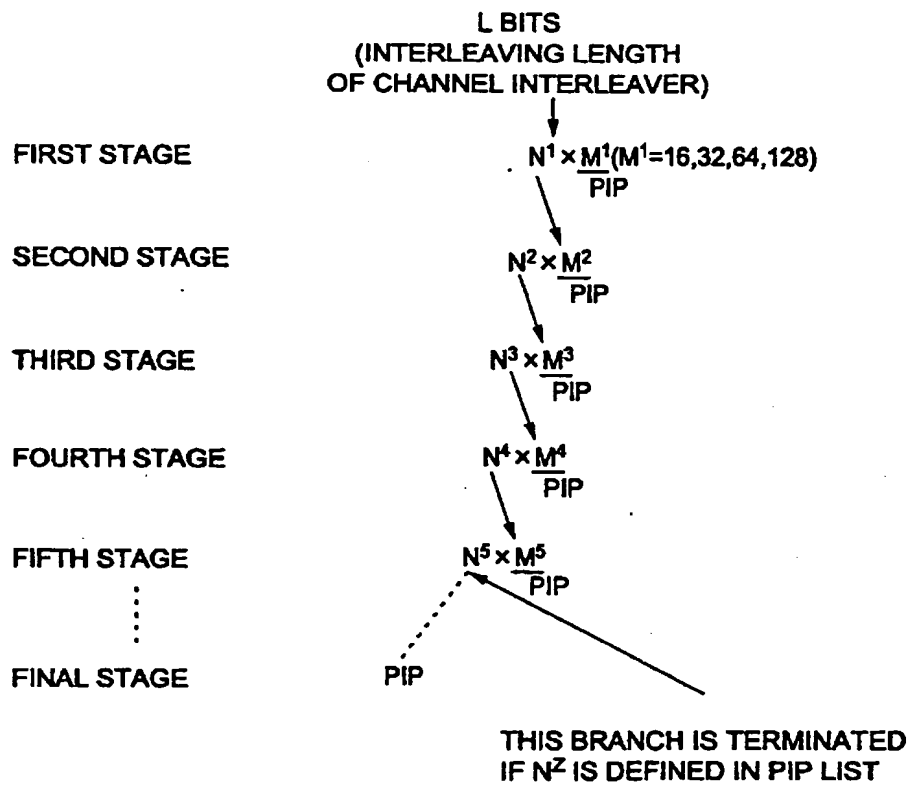 L BITS
(INTERLEAVING LENGTH
OF CHANNEL INTERLEAVER)
FIRST STAGE
N¹ × M¹(M¹=16,32,64,128)
PIP
SECOND STAGE
N² × M²
PIP
THIRD STAGE
N³ × M³
PIP
FOURTH STAGE
N⁴ × M⁴
PIP
FIFTH STAGE
N⁵ × M⁵
PIP
FINAL STAGE
PIP
THIS BRANCH IS TERMINATED
IF Nᶻ IS DEFINED IN PIP LIST